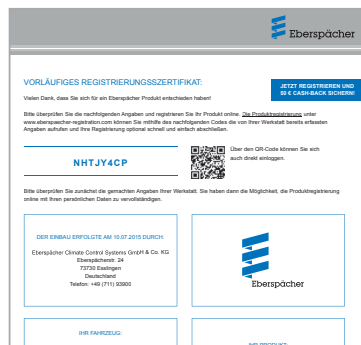 Eberspächer
VORLÄUFIGES REGISTRIERUNGSSZERTIFIKAT:
JETZT REGISTRIEREN UND
50 € CASH-BACK SICHERN!
Vielen Dank, dass Sie sich für ein Eberspächer Produkt entschieden haben!
Bitte überprüfen Sie die nachfolgenden Angaben und registrieren Sie Ihr Produkt online. Die Produktregistrierung unter
www.eberspaecher-registration.com können Sie mithilfe des nachfolgenden Codes die von Ihrer Werkstatt bereits erfassten
Angaben aufrufen und Ihre Registrierung optional schnell und einfach abschließen.
NHTJY4CP
Über den QR-Code können Sie sich
auch direkt einloggen.
Bitte überprüfen Sie zunächst die gemachten Angaben Ihrer Werkstatt. Sie haben dann die Möglichkeit, die Produktregistrierung
online mit Ihren persönlichen Daten zu vervollständigen.
DER EINBAU ERFOLGTE AM 10.07.2015 DURCH:
Eberspächer Climate Control Systems GmbH & Co. KG
Eberspächerstr. 24
73730 Esslingen
Deutschland
Telefon: +49 (711) 93900
Eberspächer
IHR FAHRZEUG:
IHR PRODUKT: